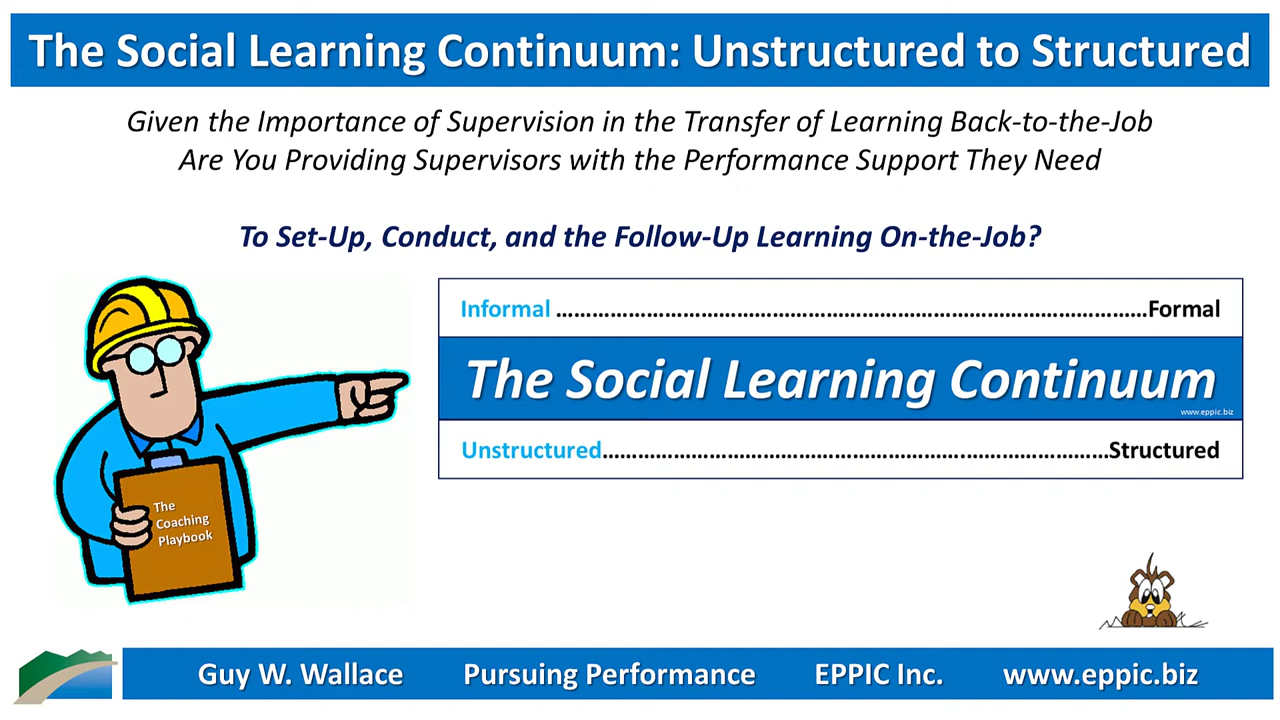 The Social Learning Continuum: Unstructured to Structured
Given the Importance of Supervision in the Transfer of Learning Back-to-the-Job
Are You Providing Supervisors with the Performance Support They Need
To Set-Up, Conduct, and the Follow-Up Learning On-the-Job?
Informal ........................................................................................Formal
The Social Learning Continuum
www.eppic.biz
Unstructured...........................................................................Structured
The
Coaching
Playbook
Guy W. Wallace Pursuing Performance EPPIC Inc. www.eppic.biz